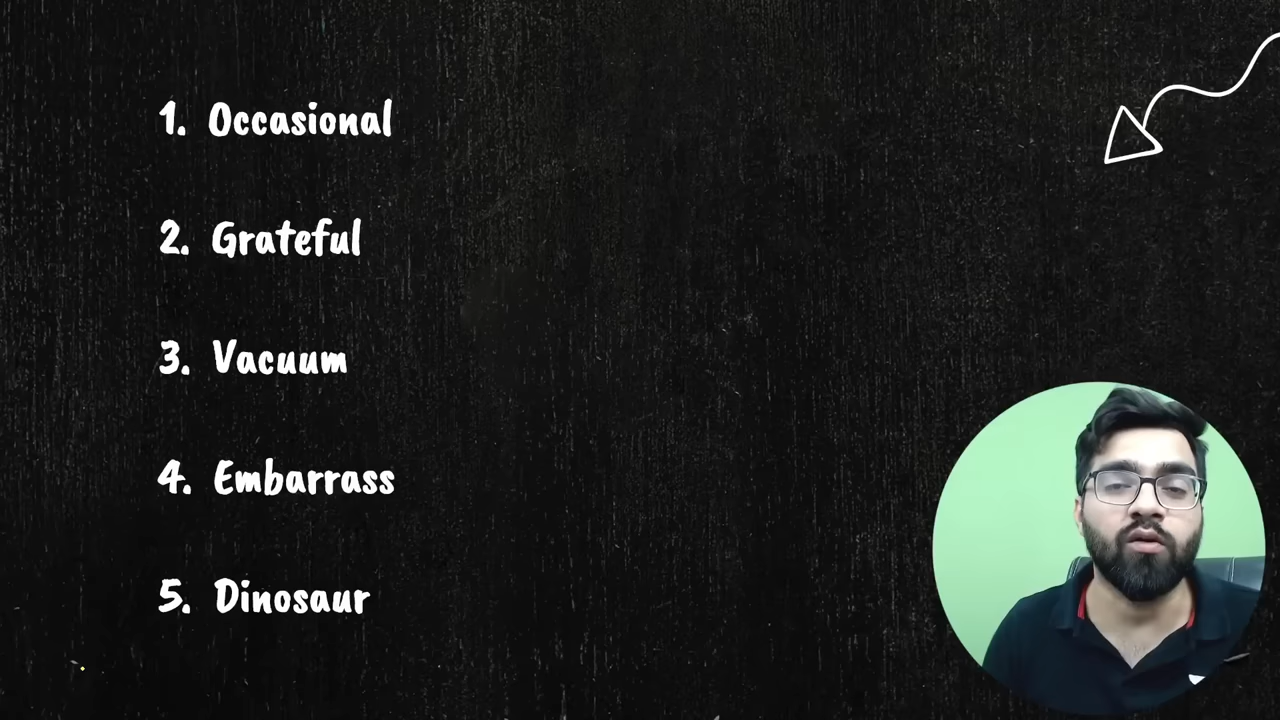 1. Occasional
2. Grateful
3. Vacuum
4. Embarrass
5. Dinosaur